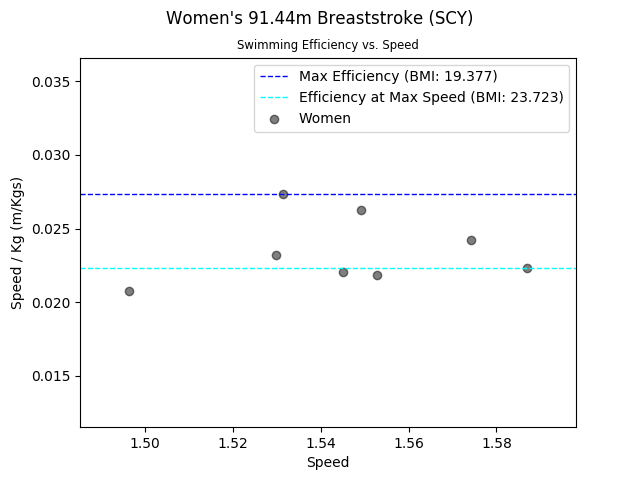 Women's 91.44m Breaststroke (SCY)
Swimming Efficiency vs. Speed
Max Efficiency (BMI: 19.377)
Efficiency at Max Speed (BMI: 23.723)
Women
0.035
0.030
0.025
0.020
0.015
Speed / Kg (m/Kgs)
1.50 1.52 1.54 1.56 1.58
Speed